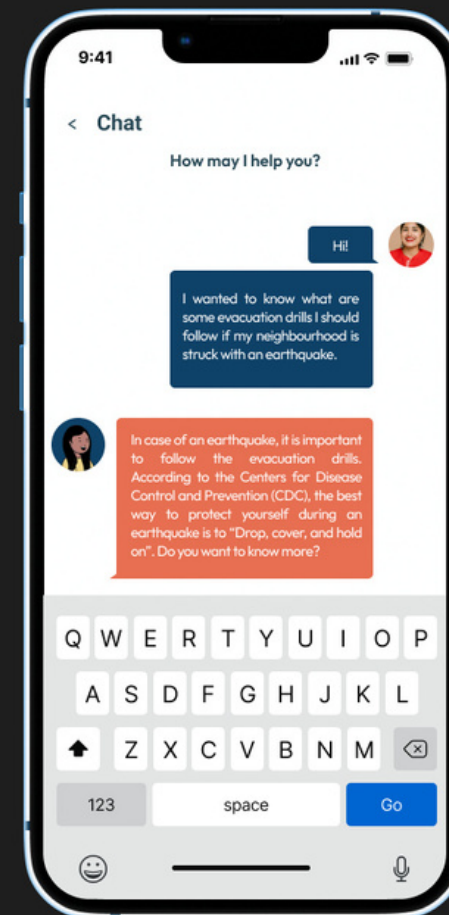 9:41
< Chat
How may I help you?
Hi!
I wanted to know what are
some evacuation drills I should
follow if my neighbourhood is
struck with an earthquake.
In case of an earthquake, it is important
to follow the evacuation drills.
According to the Centers for Disease
Control and Prevention (CDC), the best
way to protect yourself during an
earthquake is to “Drop, cover, and hold
on”. Do you want to know more?
Q W E R T Y U I O P
A S D F G H J K L
Z X C V B N M
123 space Go